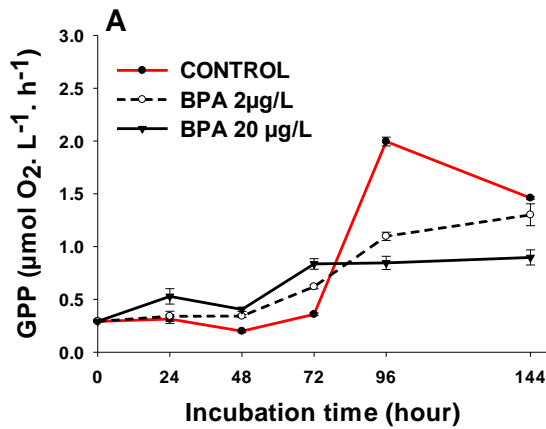 A
3.0
2.5
2.0
1.5
1.0
0.5
0.0
GPP (µmol O₂. L⁻¹. h⁻¹)
CONTROL
BPA 2µg/L
BPA 20 µg/L
0 24 48 72 96 144
Incubation time (hour)